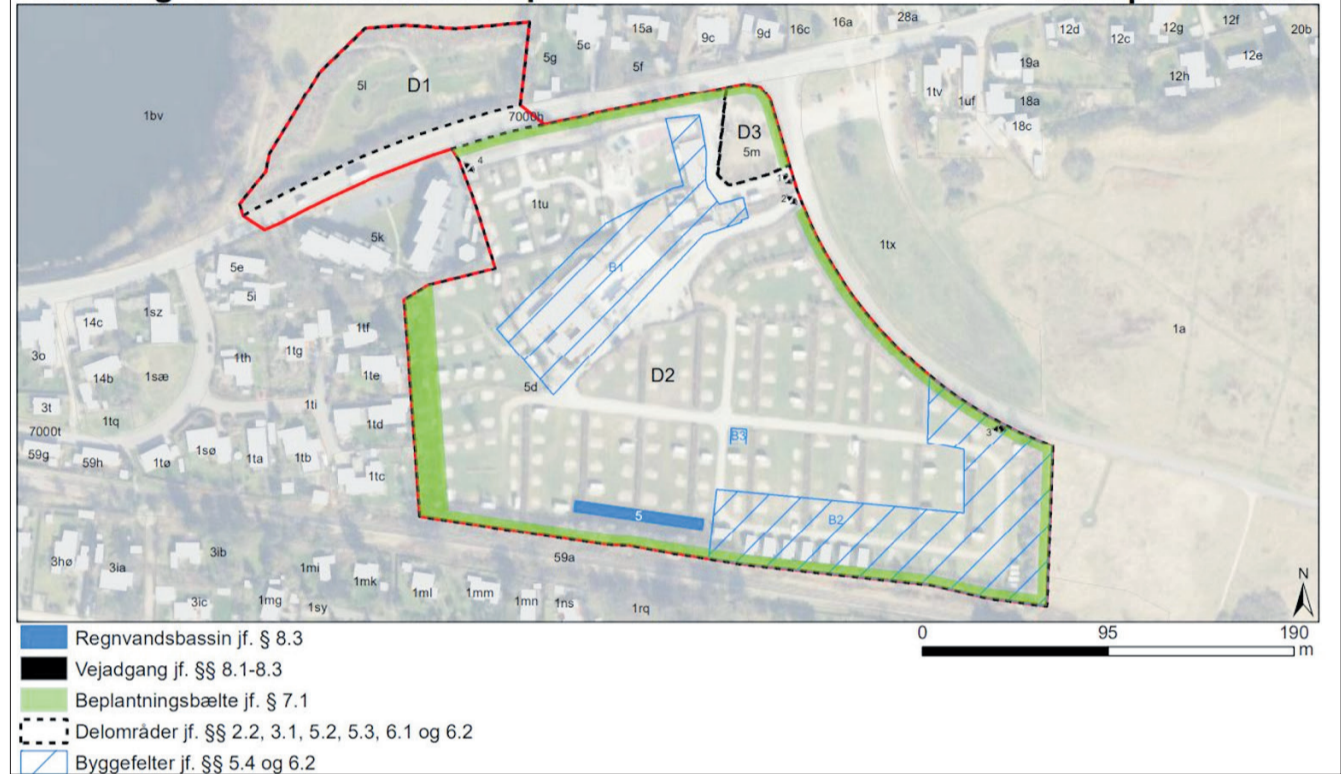 5g
5c
15a
9c
9d
16c
16a
28a
12d
12c
12g
12f
20b
5f
12e
19a
12h
5l
D1
1tv
1uf
18a
1bv
7000h
18c
D3
5m
4
1
2
1tu
5k
1tx
5e
5i
B1
14c
1sz
1tf
1a
3o
1th
1tg
14b
1sæ
1te
D2
5d
3t
1ti
1tq
1td
7000t
B3
3
59g
59h
1tø
1sø
1ta
1tb
1tc
5
B2
3hø
3ia
3ib
1mi
1mk
59a
3ic
1mg
1sy
1ml
1mm
1mn
1ns
1rq
N
0 95 190
m
Regnvandsbassin jf. § 8.3
Vejadgang jf. §§ 8.1-8.3
Beplantningsbælte jf. § 7.1
Delområder jf. §§ 2.2, 3.1, 5.2, 5.3, 6.1 og 6.2
Byggefelter jf. §§ 5.4 og 6.2